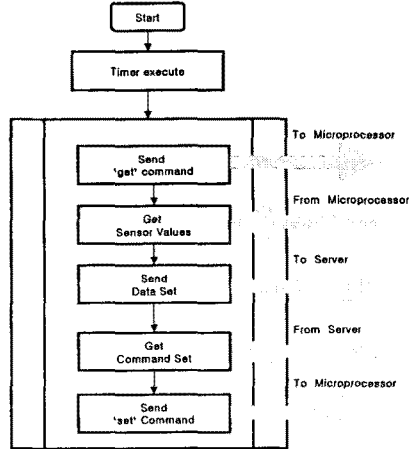 Start
Timer execute
To Microprocessor
Send
'get' command
From Microprocessor
Get
Sensor Values
To Server
Send
Data Set
From Server
Get
Command Set
To Microprocessor
Send
'set' Command